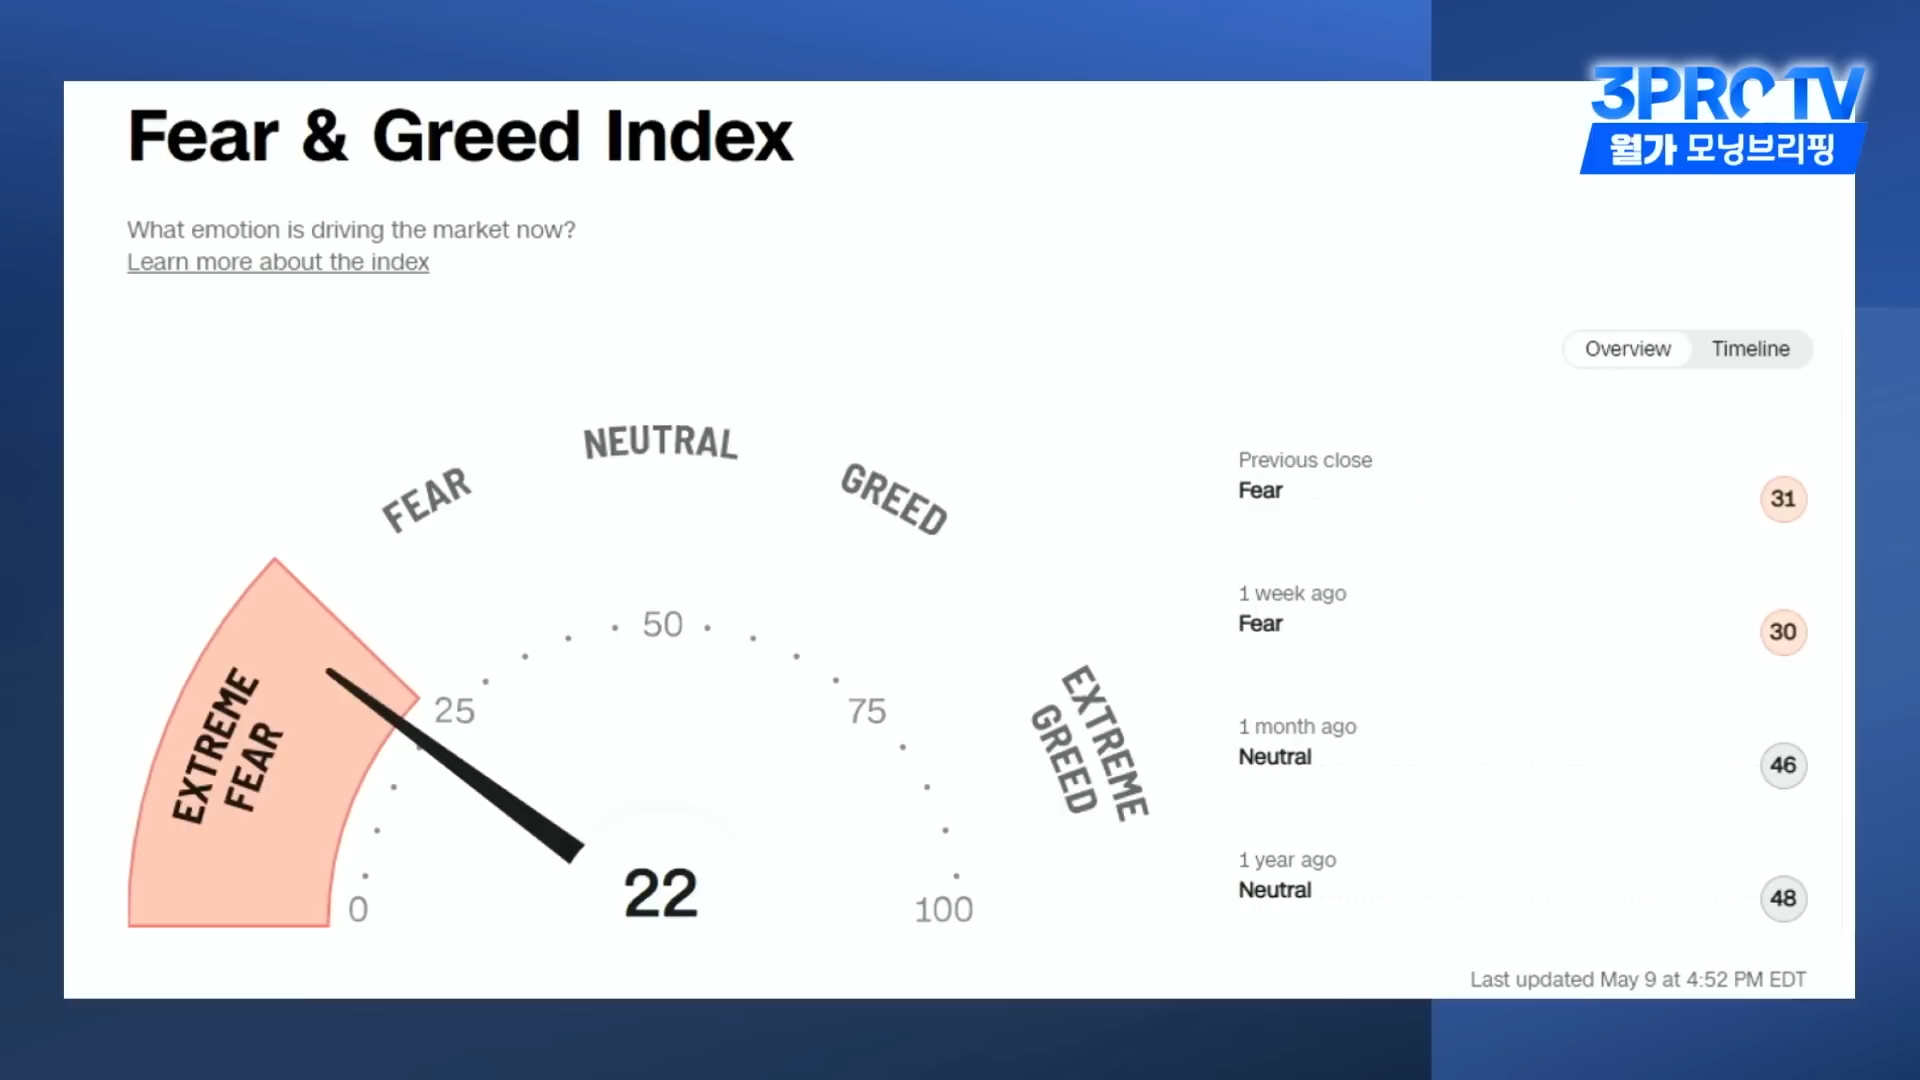 3PRO TV
월가 모닝브리핑
Fear & Greed Index
What emotion is driving the market now?
Learn more about the index
Overview Timeline
EXTREME FEAR
FEAR
NEUTRAL
GREED
EXTREME GREED
0
25
50
75
100
22
Previous close
Fear 31
1 week ago
Fear 30
1 month ago
Neutral 46
1 year ago
Neutral 48
Last updated May 9 at 4:52 PM EDT